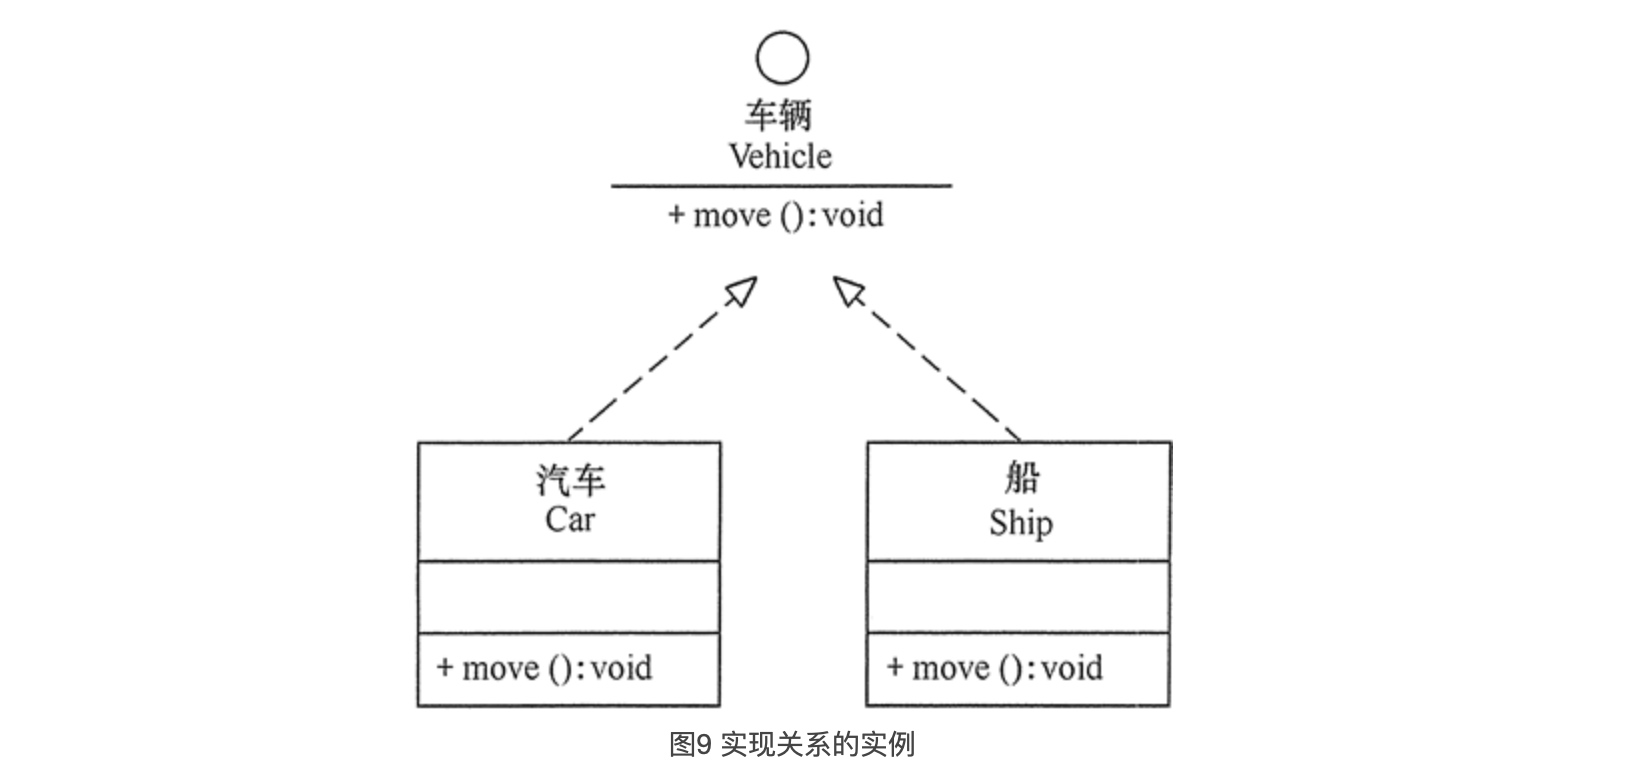 车辆
Vehicle
+ move (): void
汽车
Car
+ move (): void
船
Ship
+ move (): void
图9 实现关系的实例